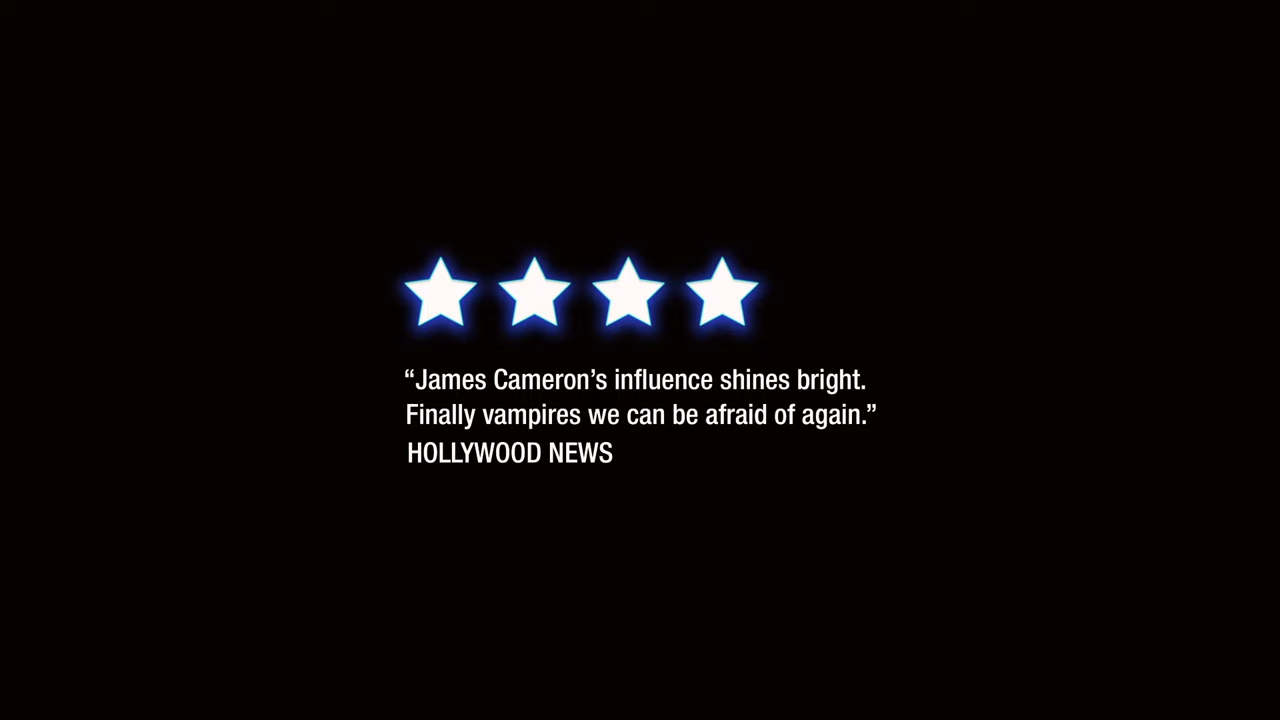 “James Cameron’s influence shines bright.
Finally vampires we can be afraid of again.”
HOLLYWOOD NEWS